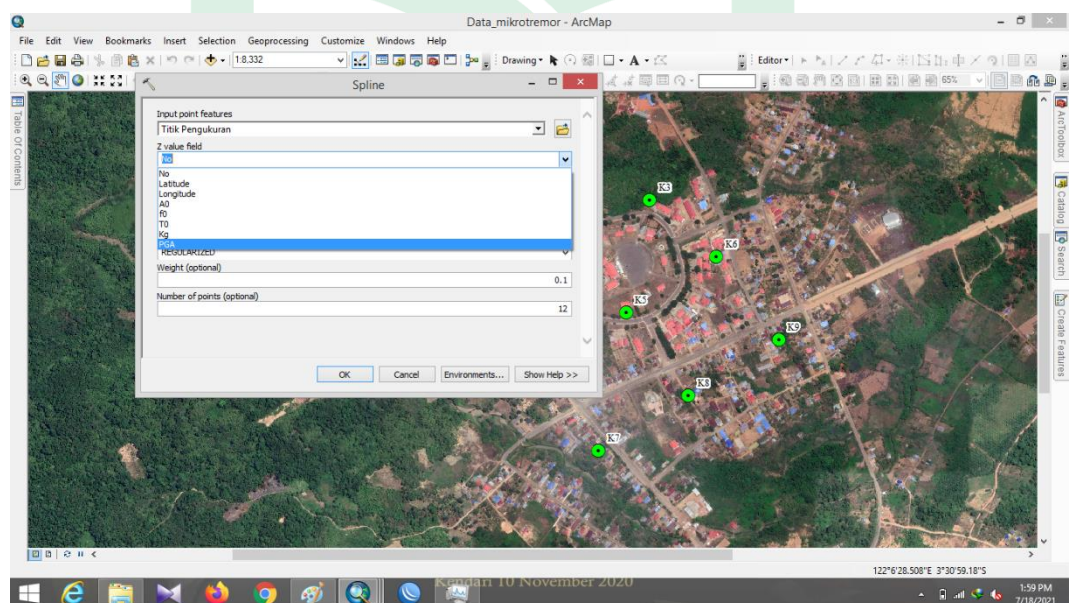 Data_mikrotremor - ArcMap
File Edit View Bookmarks Insert Selection Geoprocessing Customize Windows Help
1:8,332
Drawing
Editor
65%
Spline
Input point features
Titik Pengukuran
Z value field
No
No
Latitude
Longitude
A0
f0
T0
Kg
PGA
REGULARIZED
Weight (optional)
0.1
Number of points (optional)
12
OK Cancel Environments... Show Help >>
Table Of Contents
ArcToolbox
Catalog
Search
Create Features
K3
K6
K5
K9
K8
K7
122°6'28.508"E 3°30'59.18"S
Kendari 10 November 2020
1:59 PM
7/18/2021